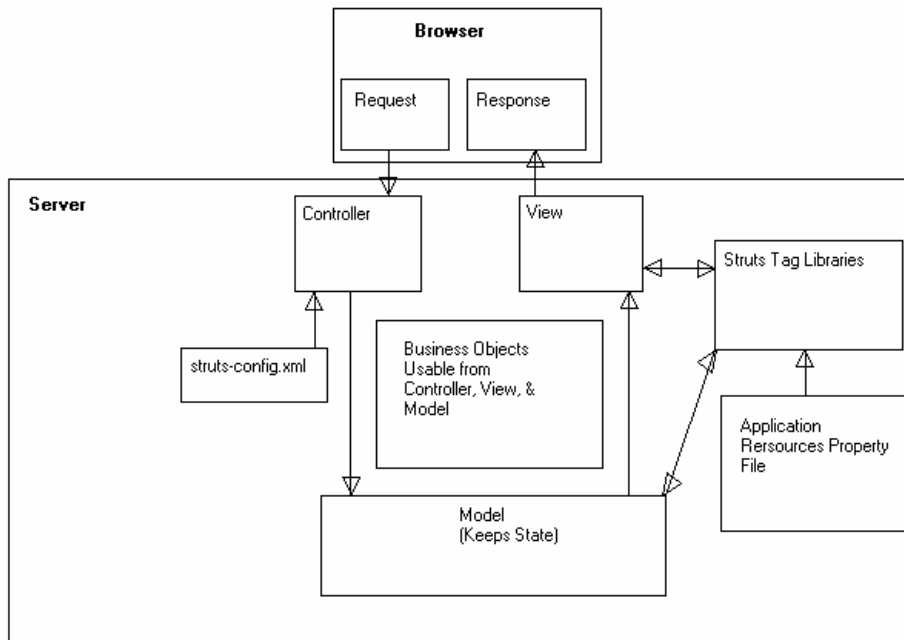 Browser
Request
Response
Server
Controller
View
Struts Tag Libraries
struts-config.xml
Business Objects
Usable from
Controller, View, &
Model
Application
Rersources Property
File
Model
(Keeps State)